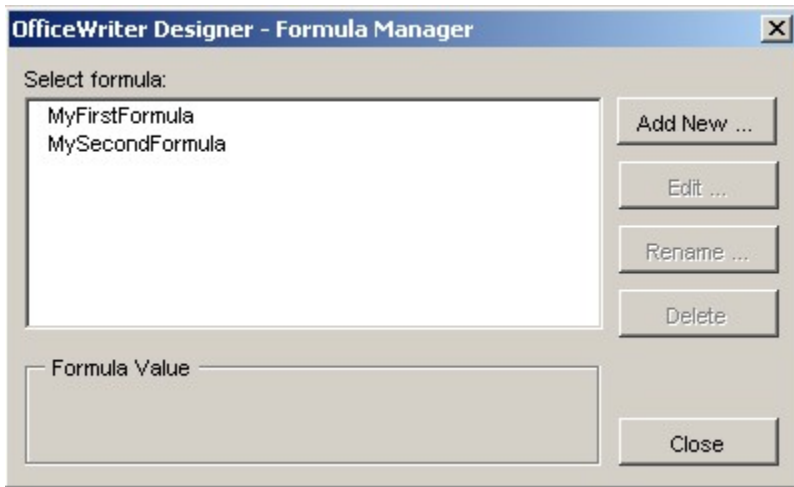 OfficeWriter Designer - Formula Manager
Select formula:
MyFirstFormula
MySecondFormula
Add New ...
Edit ...
Rename ...
Delete
Formula Value
Close